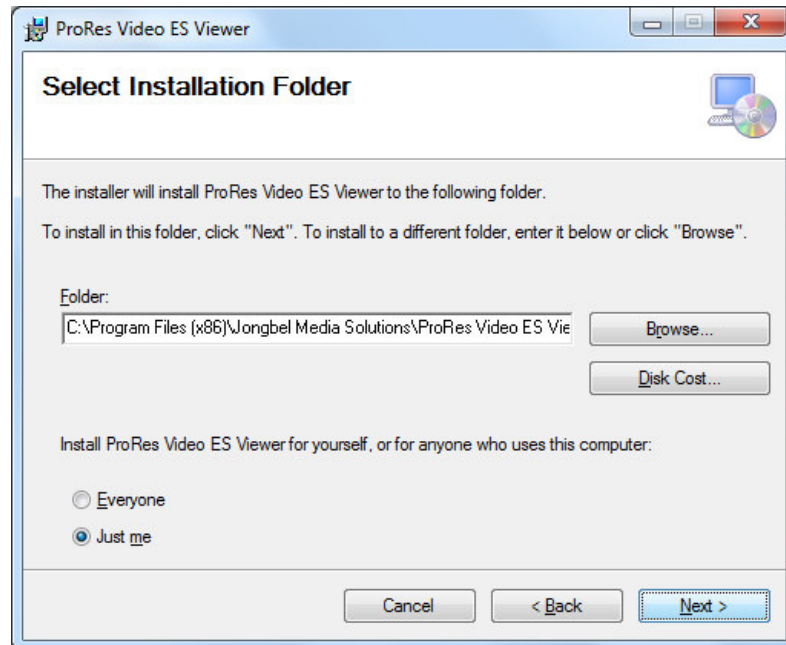 ProRes Video ES Viewer
Select Installation Folder
The installer will install ProRes Video ES Viewer to the following folder.
To install in this folder, click "Next". To install to a different folder, enter it below or click "Browse".
Folder:
C:\Program Files (x86)\Jongbel Media Solutions\ProRes Video ES Vie
Browse...
Disk Cost...
Install ProRes Video ES Viewer for yourself, or for anyone who uses this computer:
Everyone
Just me
Cancel < Back Next >